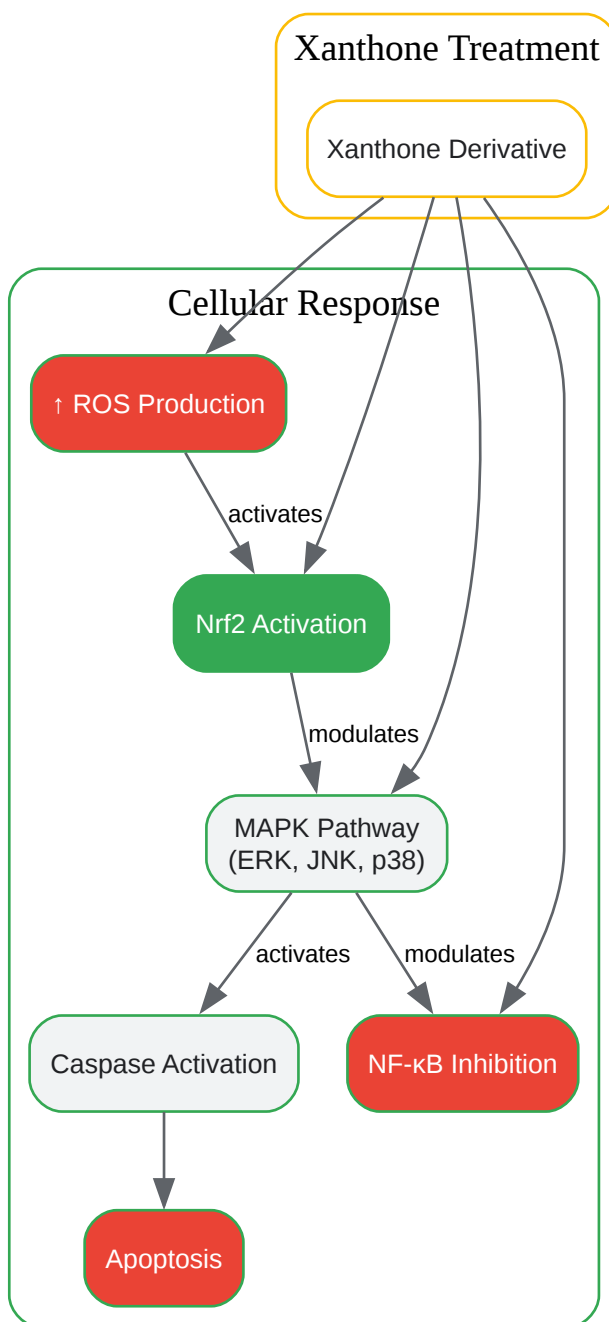 Xanthone Treatment
Xanthone Derivative
Cellular Response
↑ ROS Production
activates
Nrf2 Activation
modulates
MAPK Pathway
(ERK, JNK, p38)
activates
modulates
Caspase Activation
NF-κB Inhibition
Apoptosis